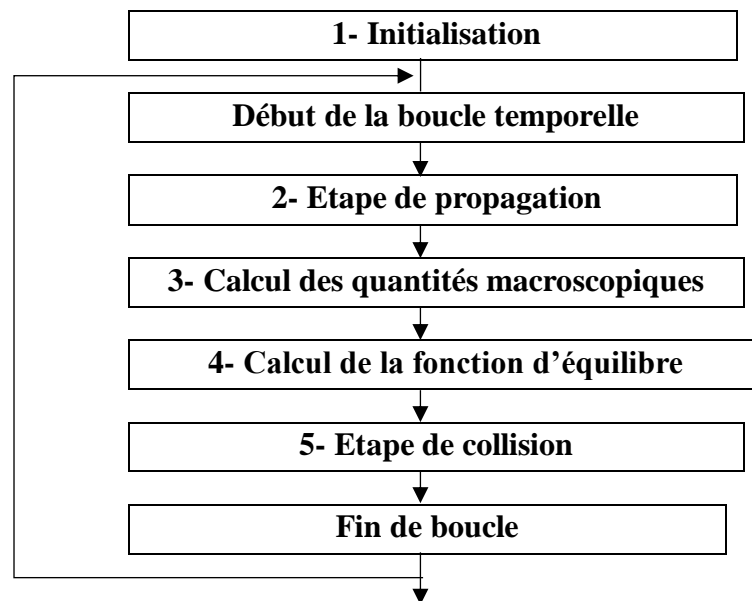 1- Initialisation
Début de la boucle temporelle
2- Etape de propagation
3- Calcul des quantités macroscopiques
4- Calcul de la fonction d’équilibre
5- Etape de collision
Fin de boucle